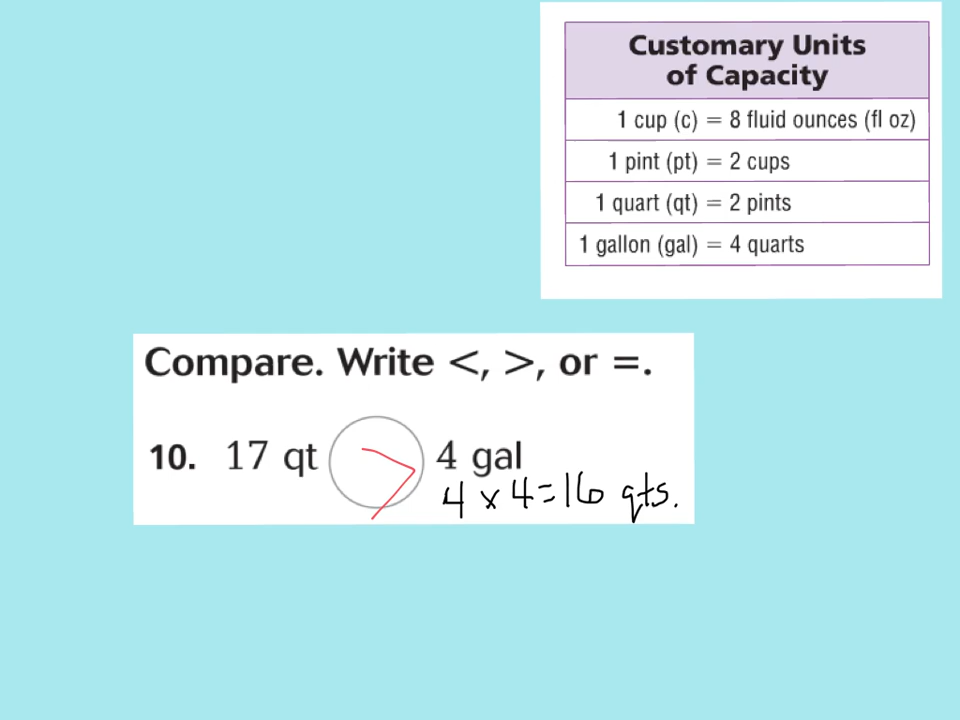 Customary Units
of Capacity
1 cup (c) = 8 fluid ounces (fl oz)
1 pint (pt) = 2 cups
1 quart (qt) = 2 pints
1 gallon (gal) = 4 quarts
Compare. Write <, >, or =.
10. 17 qt > 4 gal
4 x 4 = 16 qts.